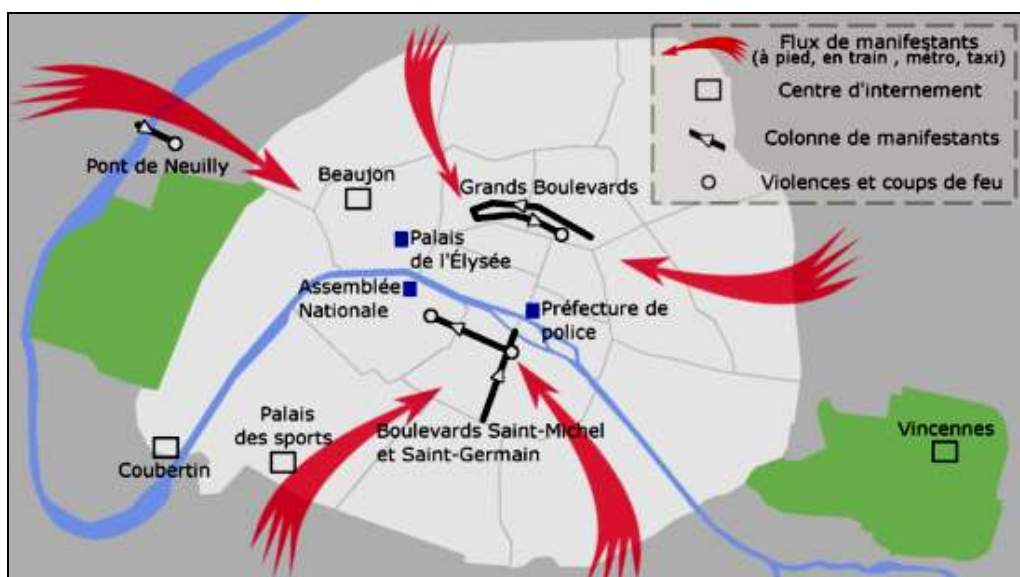 Flux de manifestants
(à pied, en train , métro, taxi)
Centre d'internement
Colonne de manifestants
Violences et coups de feu
Pont de Neuilly
Beaujon
Grands Boulevards
Palais
de l'Élysée
Assemblée
Nationale
Préfecture de
police
Palais
des sports
Boulevards Saint-Michel
et Saint-Germain
Coubertin
Vincennes